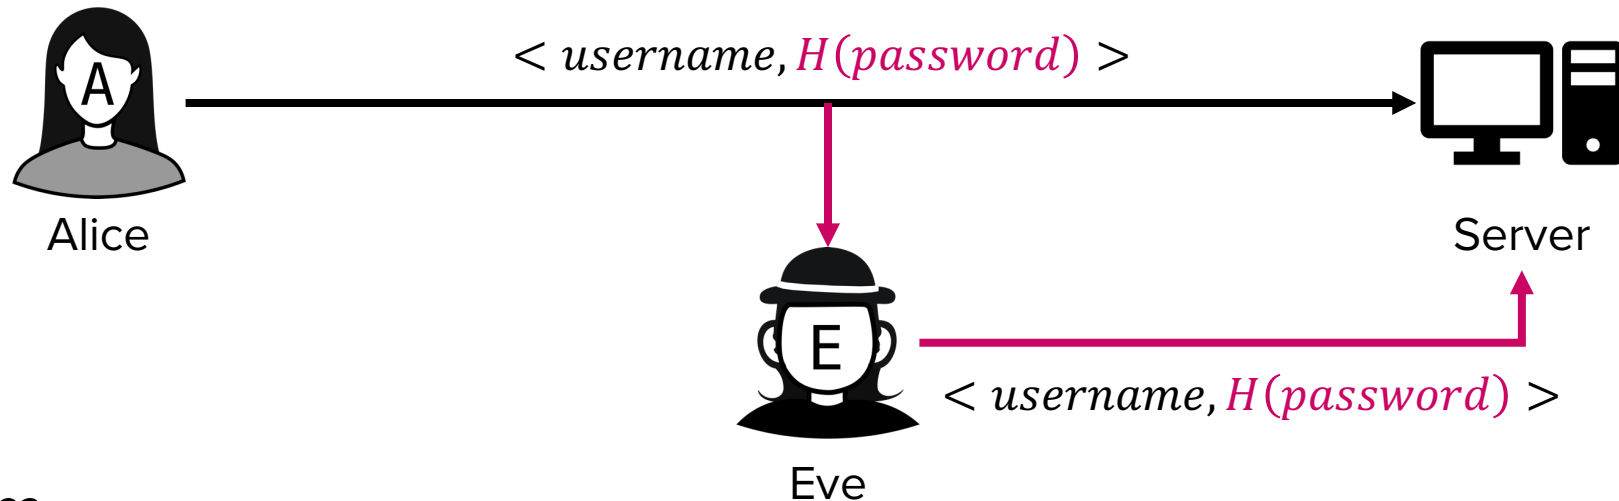 < username, H(password) >
A
Alice
Server
E
< username, H(password) >
Eve